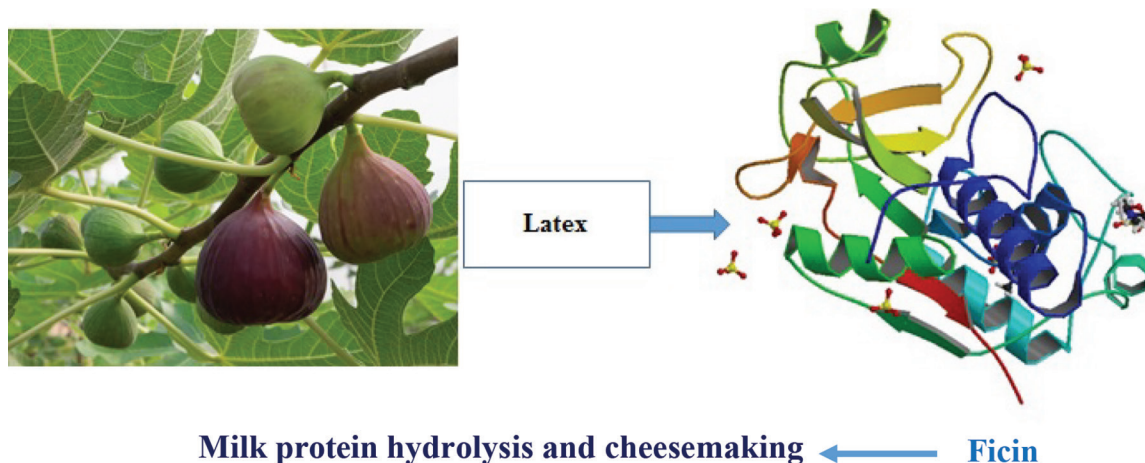 Latex
Milk protein hydrolysis and cheesemaking Ficin